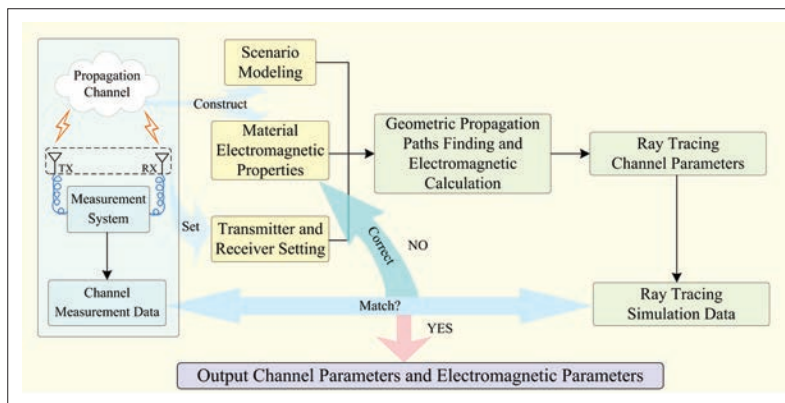 Propagation
Channel
TX
RX
Measurement
System
Channel
Measurement Data
Construct
Set
Scenario
Modeling
Material
Electromagnetic
Properties
Transmitter and
Receiver Setting
Geometric Propagation
Paths Finding and
Electromagnetic
Calculation
Ray Tracing
Channel Parameters
Ray Tracing
Simulation Data
Correct
NO
Match?
YES
Output Channel Parameters and Electromagnetic Parameters